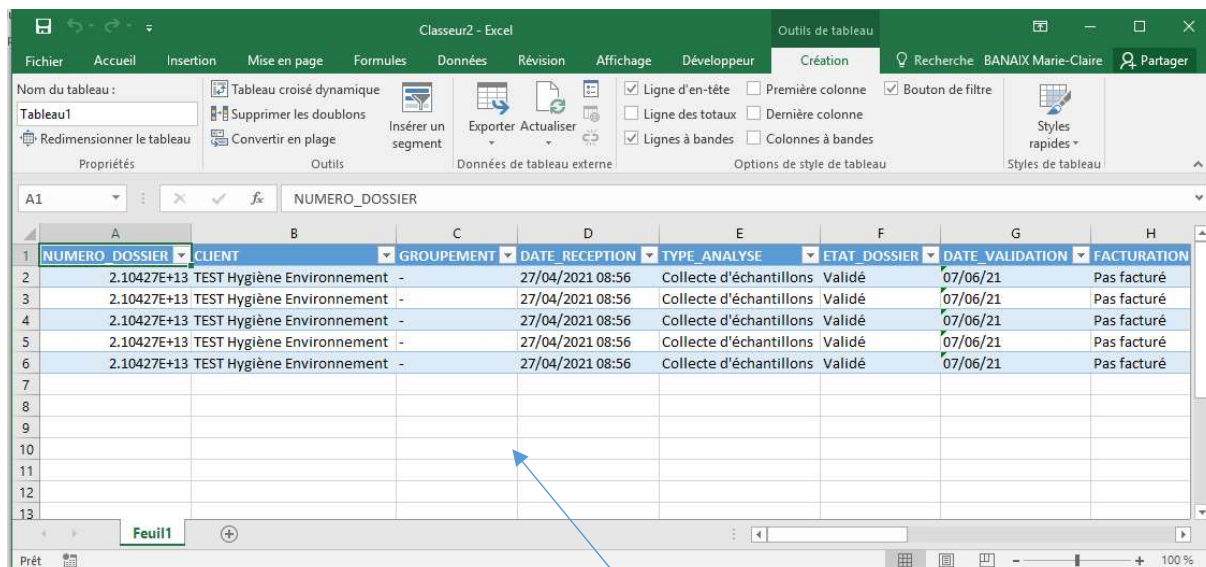 Classeur2 - Excel
Outils de tableau
Fichier Accueil Insertion Mise en page Formules Données Révision Affichage Développeur Création Recherche BANAIX Marie-Claire Partager
Nom du tableau :
Tableau1
Redimensionner le tableau
Propriétés
Tableau croisé dynamique
Supprimer les doublons
Convertir en plage
Outils
Insérer un
segment
Exporter Actualiser
Données de tableau externe
Ligne d'en-tête Première colonne Bouton de filtre
Ligne des totaux Dernière colonne
Lignes à bandes Colonnes à bandes
Options de style de tableau
Styles
rapides
Styles de tableau
A1 fx NUMERO_DOSSIER
A B C D E F G H
1 NUMERO_DOSSIER CLIENT GROUPEMENT DATE_RECEPTION TYPE_ANALYSE ETAT_DOSSIER DATE_VALIDATION FACTURATION
2 2.10427E+13 TEST Hygiène Environnement - 27/04/2021 08:56 Collecte d'échantillons Validé 07/06/21 Pas facturé
3 2.10427E+13 TEST Hygiène Environnement - 27/04/2021 08:56 Collecte d'échantillons Validé 07/06/21 Pas facturé
4 2.10427E+13 TEST Hygiène Environnement - 27/04/2021 08:56 Collecte d'échantillons Validé 07/06/21 Pas facturé
5 2.10427E+13 TEST Hygiène Environnement - 27/04/2021 08:56 Collecte d'échantillons Validé 07/06/21 Pas facturé
6 2.10427E+13 TEST Hygiène Environnement - 27/04/2021 08:56 Collecte d'échantillons Validé 07/06/21 Pas facturé
7
8
9
10
11
12
13
Feuil1
Prêt
100 %